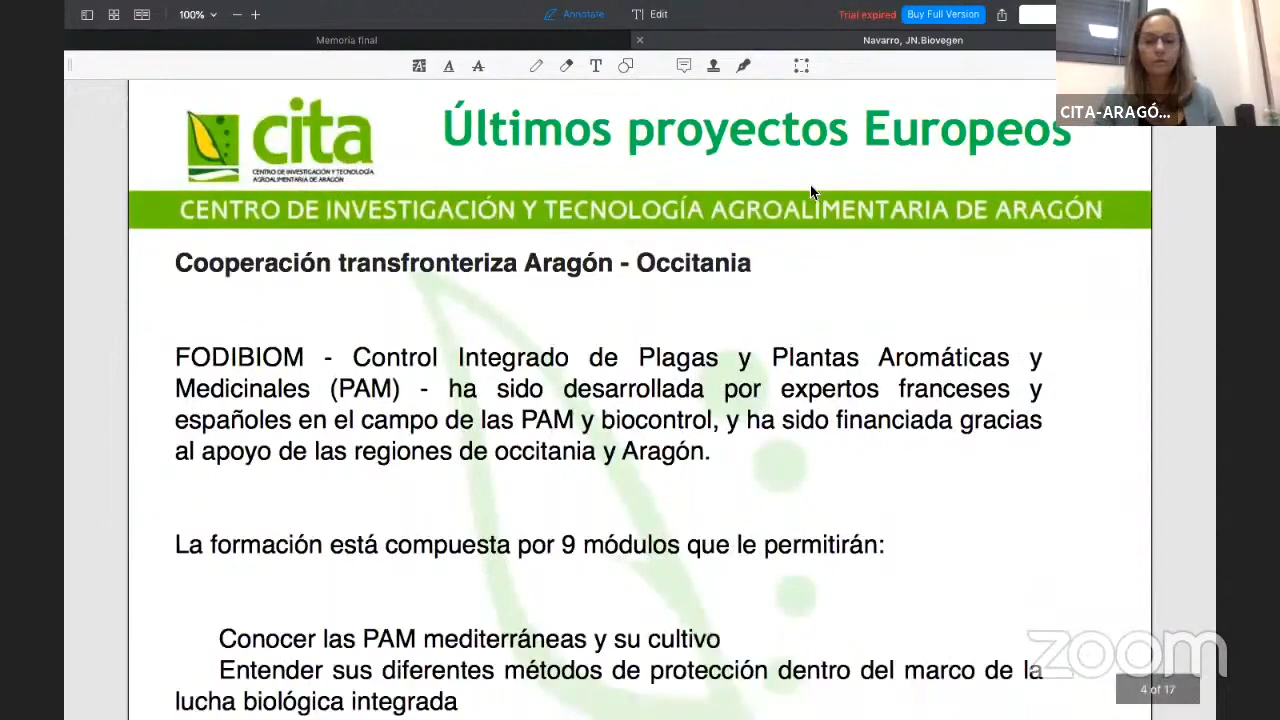 100%
Annotate
Edit
Trial expired
Buy Full Version
Memoria final
Navarro, JN.Biovegen
CITA-ARAGÓ...
cita
CENTRO DE INVESTIGACIÓN Y TECNOLOGÍA
AGROALIMENTARIA DE ARAGÓN
Últimos proyectos Europeos
CENTRO DE INVESTIGACIÓN Y TECNOLOGÍA AGROALIMENTARIA DE ARAGÓN
Cooperación transfronteriza Aragón - Occitania
FODIBIOM - Control Integrado de Plagas y Plantas Aromáticas y
Medicinales (PAM) - ha sido desarrollada por expertos franceses y
españoles en el campo de las PAM y biocontrol, y ha sido financiada gracias
al apoyo de las regiones de occitania y Aragón.
La formación está compuesta por 9 módulos que le permitirán:
Conocer las PAM mediterráneas y su cultivo
Entender sus diferentes métodos de protección dentro del marco de la
lucha biológica integrada
zoom
4 of 17